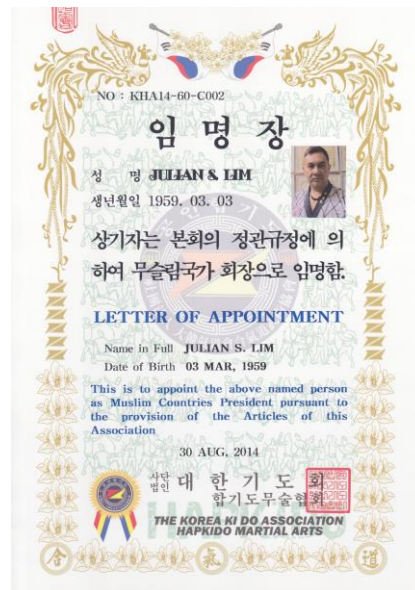 NO : KHA14-60-C002
임 명 장
성 명 JULIAN S. LIM
생년월일 1959. 03. 03
상기자는 본회의 정관규정에 의
하여 무슬림국가 회장으로 임명함.
LETTER OF APPOINTMENT
Name in Full JULIAN S. LIM
Date of Birth 03 MAR, 1959
This is to appoint the above named person
as Muslim Countries President pursuant to
the provision of the Articles of this
Association
30 AUG, 2014
사단법인 대 한 기 도 회
합기도무술협회
HAPKIDO
THE KOREA KI DO ASSOCIATION
HAPKIDO MARTIAL ARTS
合 氣 道